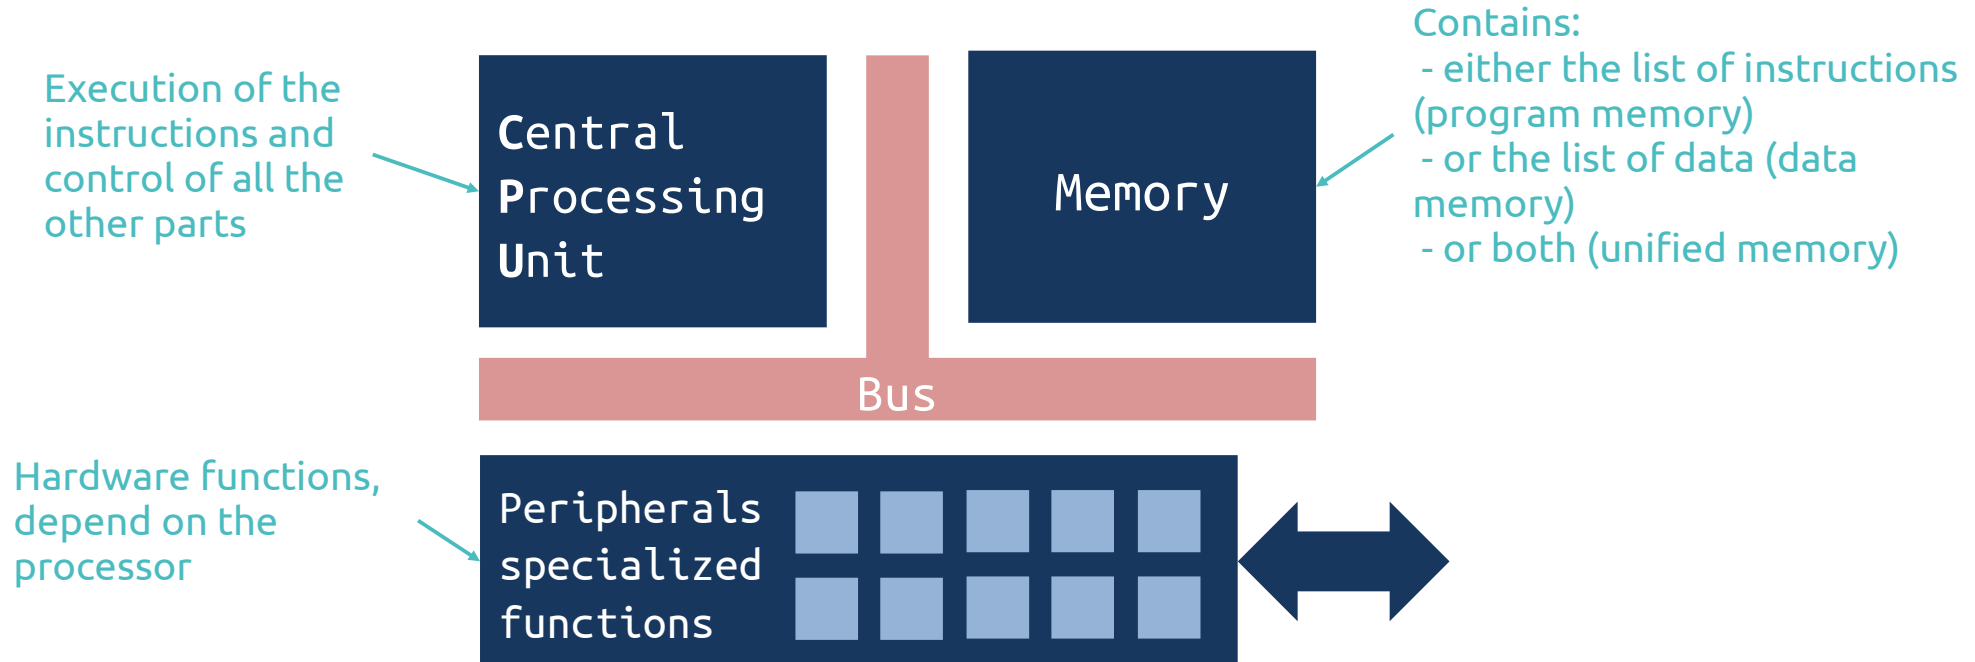 Execution of the
instructions and
control of all the
other parts
Central
Processing
Unit
Memory
Contains:
- either the list of instructions
(program memory)
- or the list of data (data
memory)
- or both (unified memory)
Bus
Hardware functions,
depend on the
processor
Peripherals
specialized
functions